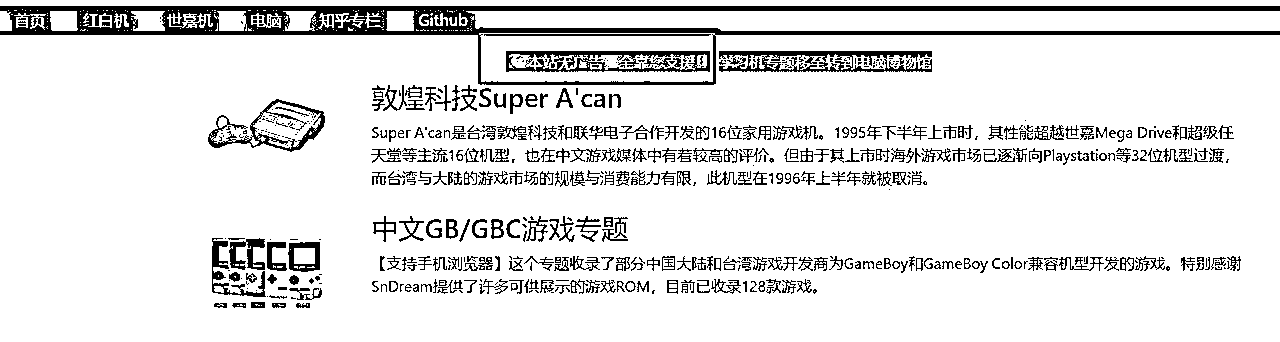 首页 红白机 世嘉机 电脑 知乎专栏 Github
本站无广告,全靠您支援! 学习机专题移至转到电脑博物馆
敦煌科技Super A'can
Super A'can是台湾敦煌科技和联华电子合作开发的16位家用游戏机。1995年下半年上市时，其性能超越世嘉Mega Drive和超级任
天堂等主流16位机型，也在中文游戏媒体中有着较高的评价。但由于其上市时海外游戏市场已逐渐向Playstation等32位机型过渡，
而台湾与大陆的游戏市场的规模与消费能力有限，此机型在1996年上半年就被取消。
中文GB/GBC游戏专题
【支持手机浏览器】这个专题收录了部分中国大陆和台湾游戏开发商为GameBoy和GameBoy Color兼容机型开发的游戏。特别感谢
SnDream提供了许多可供展示的游戏ROM，目前已收录128款游戏。